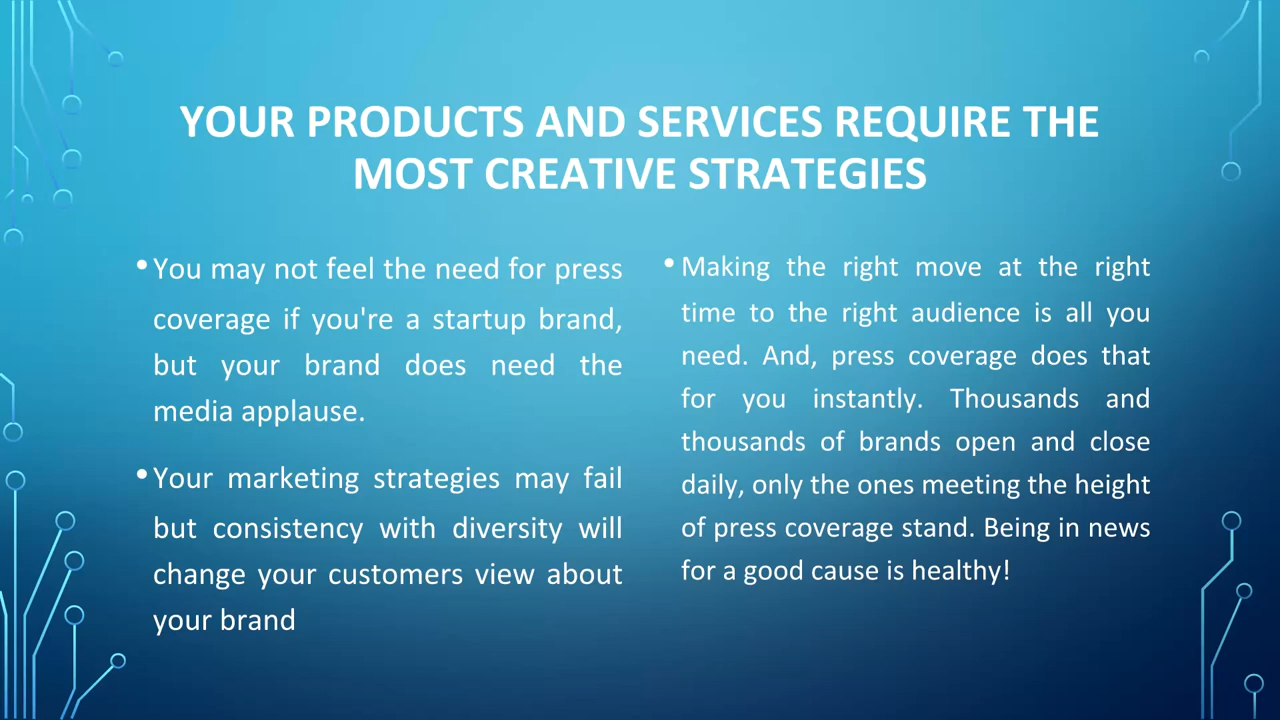 YOUR PRODUCTS AND SERVICES REQUIRE THE
MOST CREATIVE STRATEGIES
• You may not feel the need for press
coverage if you're a startup brand,
but your brand does need the
media applause.
• Your marketing strategies may fail
but consistency with diversity will
change your customers view about
your brand
• Making the right move at the right
time to the right audience is all you
need. And, press coverage does that
for you instantly. Thousands and
thousands of brands open and close
daily, only the ones meeting the height
of press coverage stand. Being in news
for a good cause is healthy!